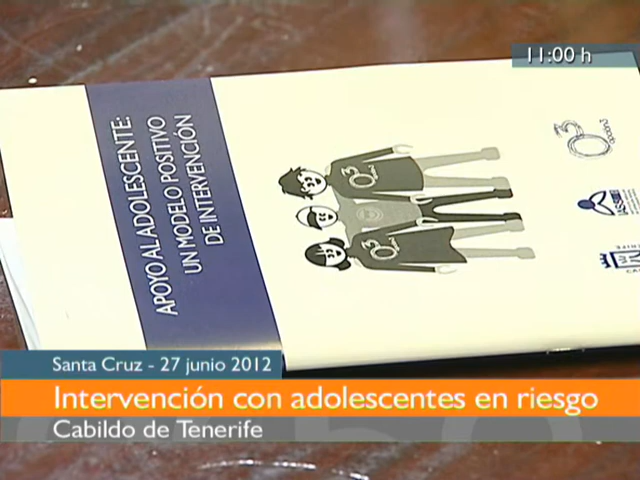 11:00 h
APOYO AL ADOLESCENTE:
UN MODELO POSITIVO
DE INTERVENCIÓN
Santa Cruz - 27 junio 2012
Intervención con adolescentes en riesgo
Cabildo de Tenerife